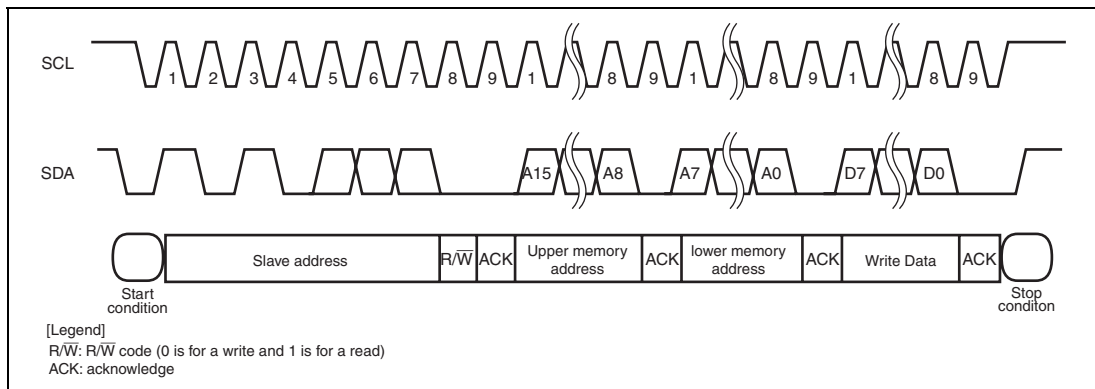 SCL
1 2 3 4 5 6 7 8 9 1 8 9 1 8 9 1 8 9
SDA
A15 A8 A7 A0 D7 D0
Slave address R/W ACK Upper memory address ACK lower memory address ACK Write Data ACK
Start condition
Stop conditon
[Legend]
R/W: R/W code (0 is for a write and 1 is for a read)
ACK: acknowledge